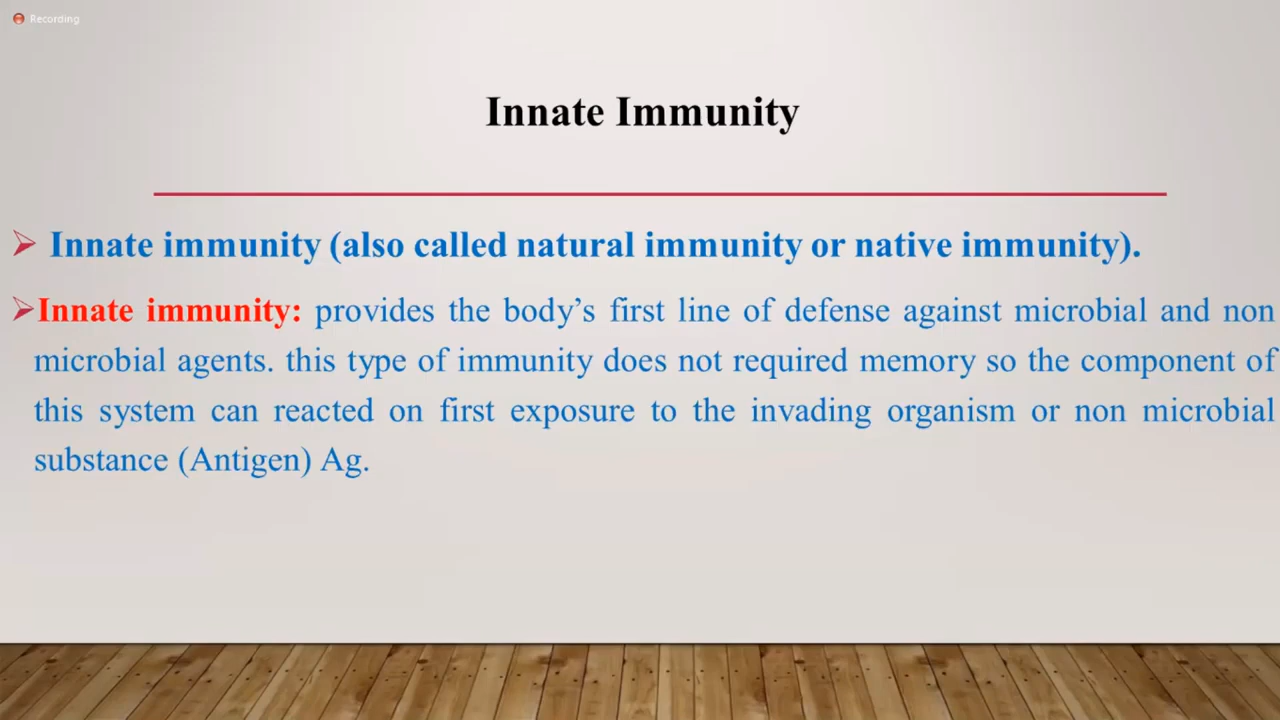 Recording
Innate Immunity
Innate immunity (also called natural immunity or native immunity).
Innate immunity: provides the body’s first line of defense against microbial and non
microbial agents. this type of immunity does not required memory so the component of
this system can reacted on first exposure to the invading organism or non microbial
substance (Antigen) Ag.